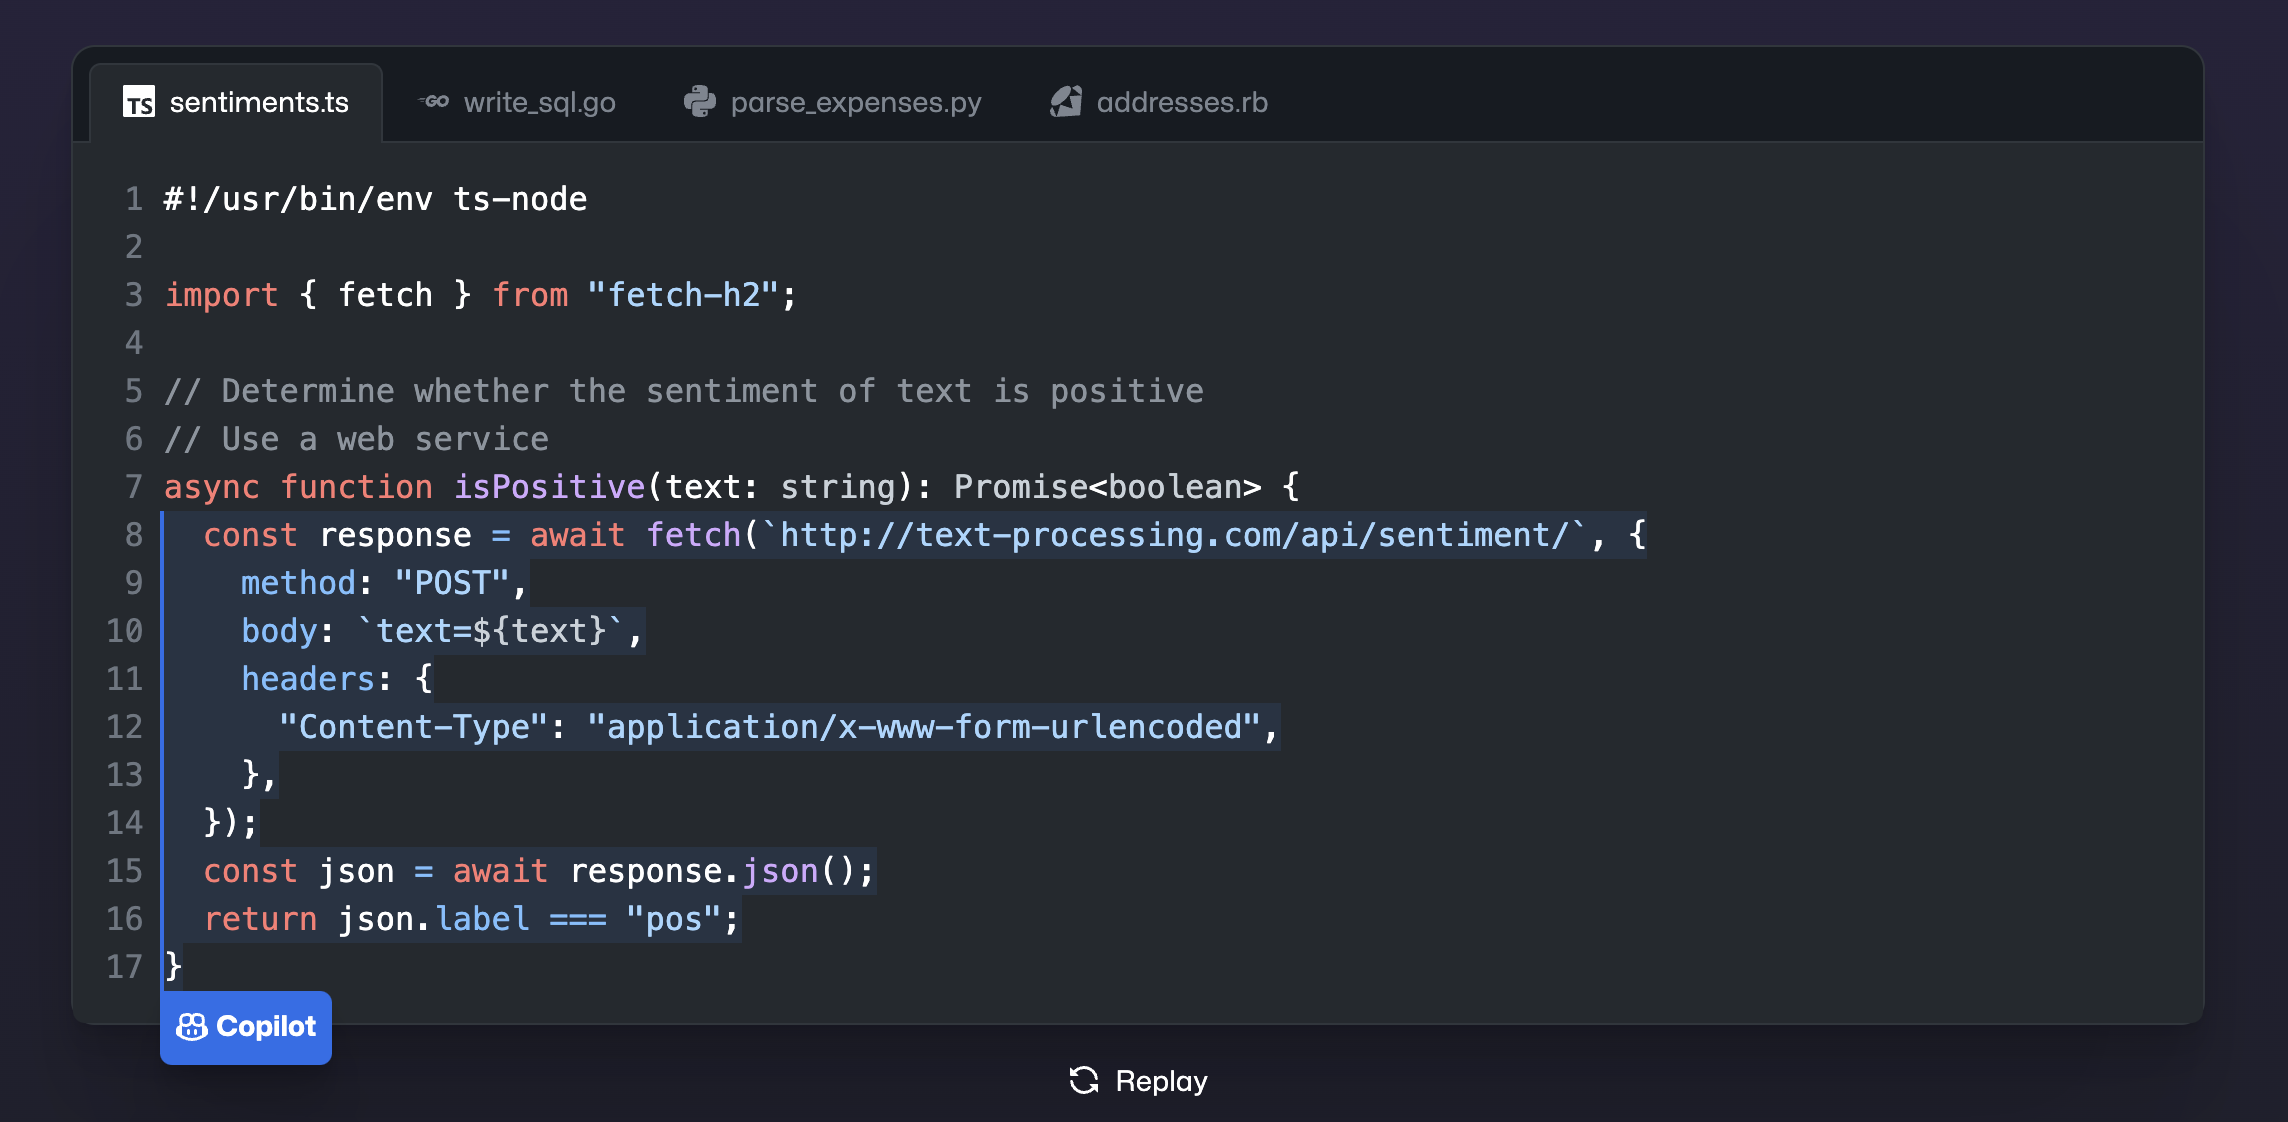 TS sentiments.ts GO write_sql.go parse_expenses.py addresses.rb
1 #!/usr/bin/env ts-node
2
3 import { fetch } from "fetch-h2";
4
5 // Determine whether the sentiment of text is positive
6 // Use a web service
7 async function isPositive(text: string): Promise<boolean> {
8   const response = await fetch(`http://text-processing.com/api/sentiment/`, {
9     method: "POST",
10     body: `text=${text}`,
11     headers: {
12       "Content-Type": "application/x-www-form-urlencoded",
13     },
14   });
15   const json = await response.json();
16   return json.label === "pos";
17 }
Copilot
Replay